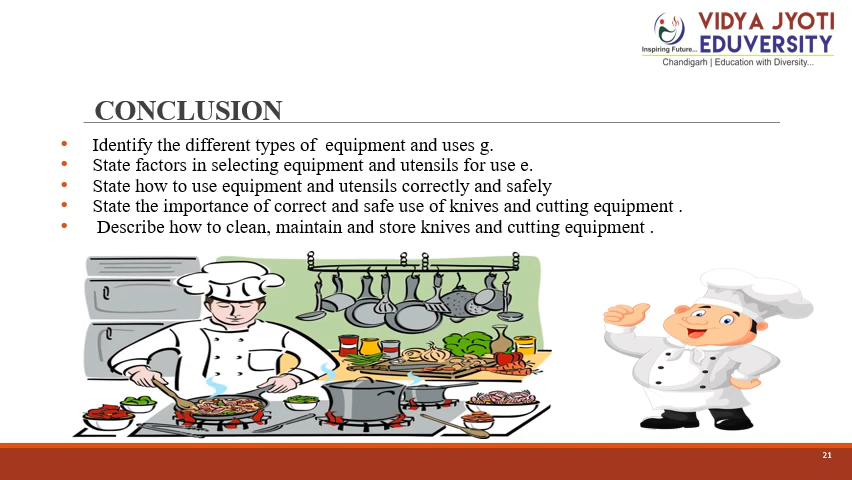 VIDYA JYOTI
Inspiring Future... EDUVERSITY
Chandigarh | Education with Diversity...
CONCLUSION
• Identify the different types of  equipment and uses g.
• State factors in selecting equipment and utensils for use e.
• State how to use equipment and utensils correctly and safely
• State the importance of correct and safe use of knives and cutting equipment .
• Describe how to clean, maintain and store knives and cutting equipment .
21